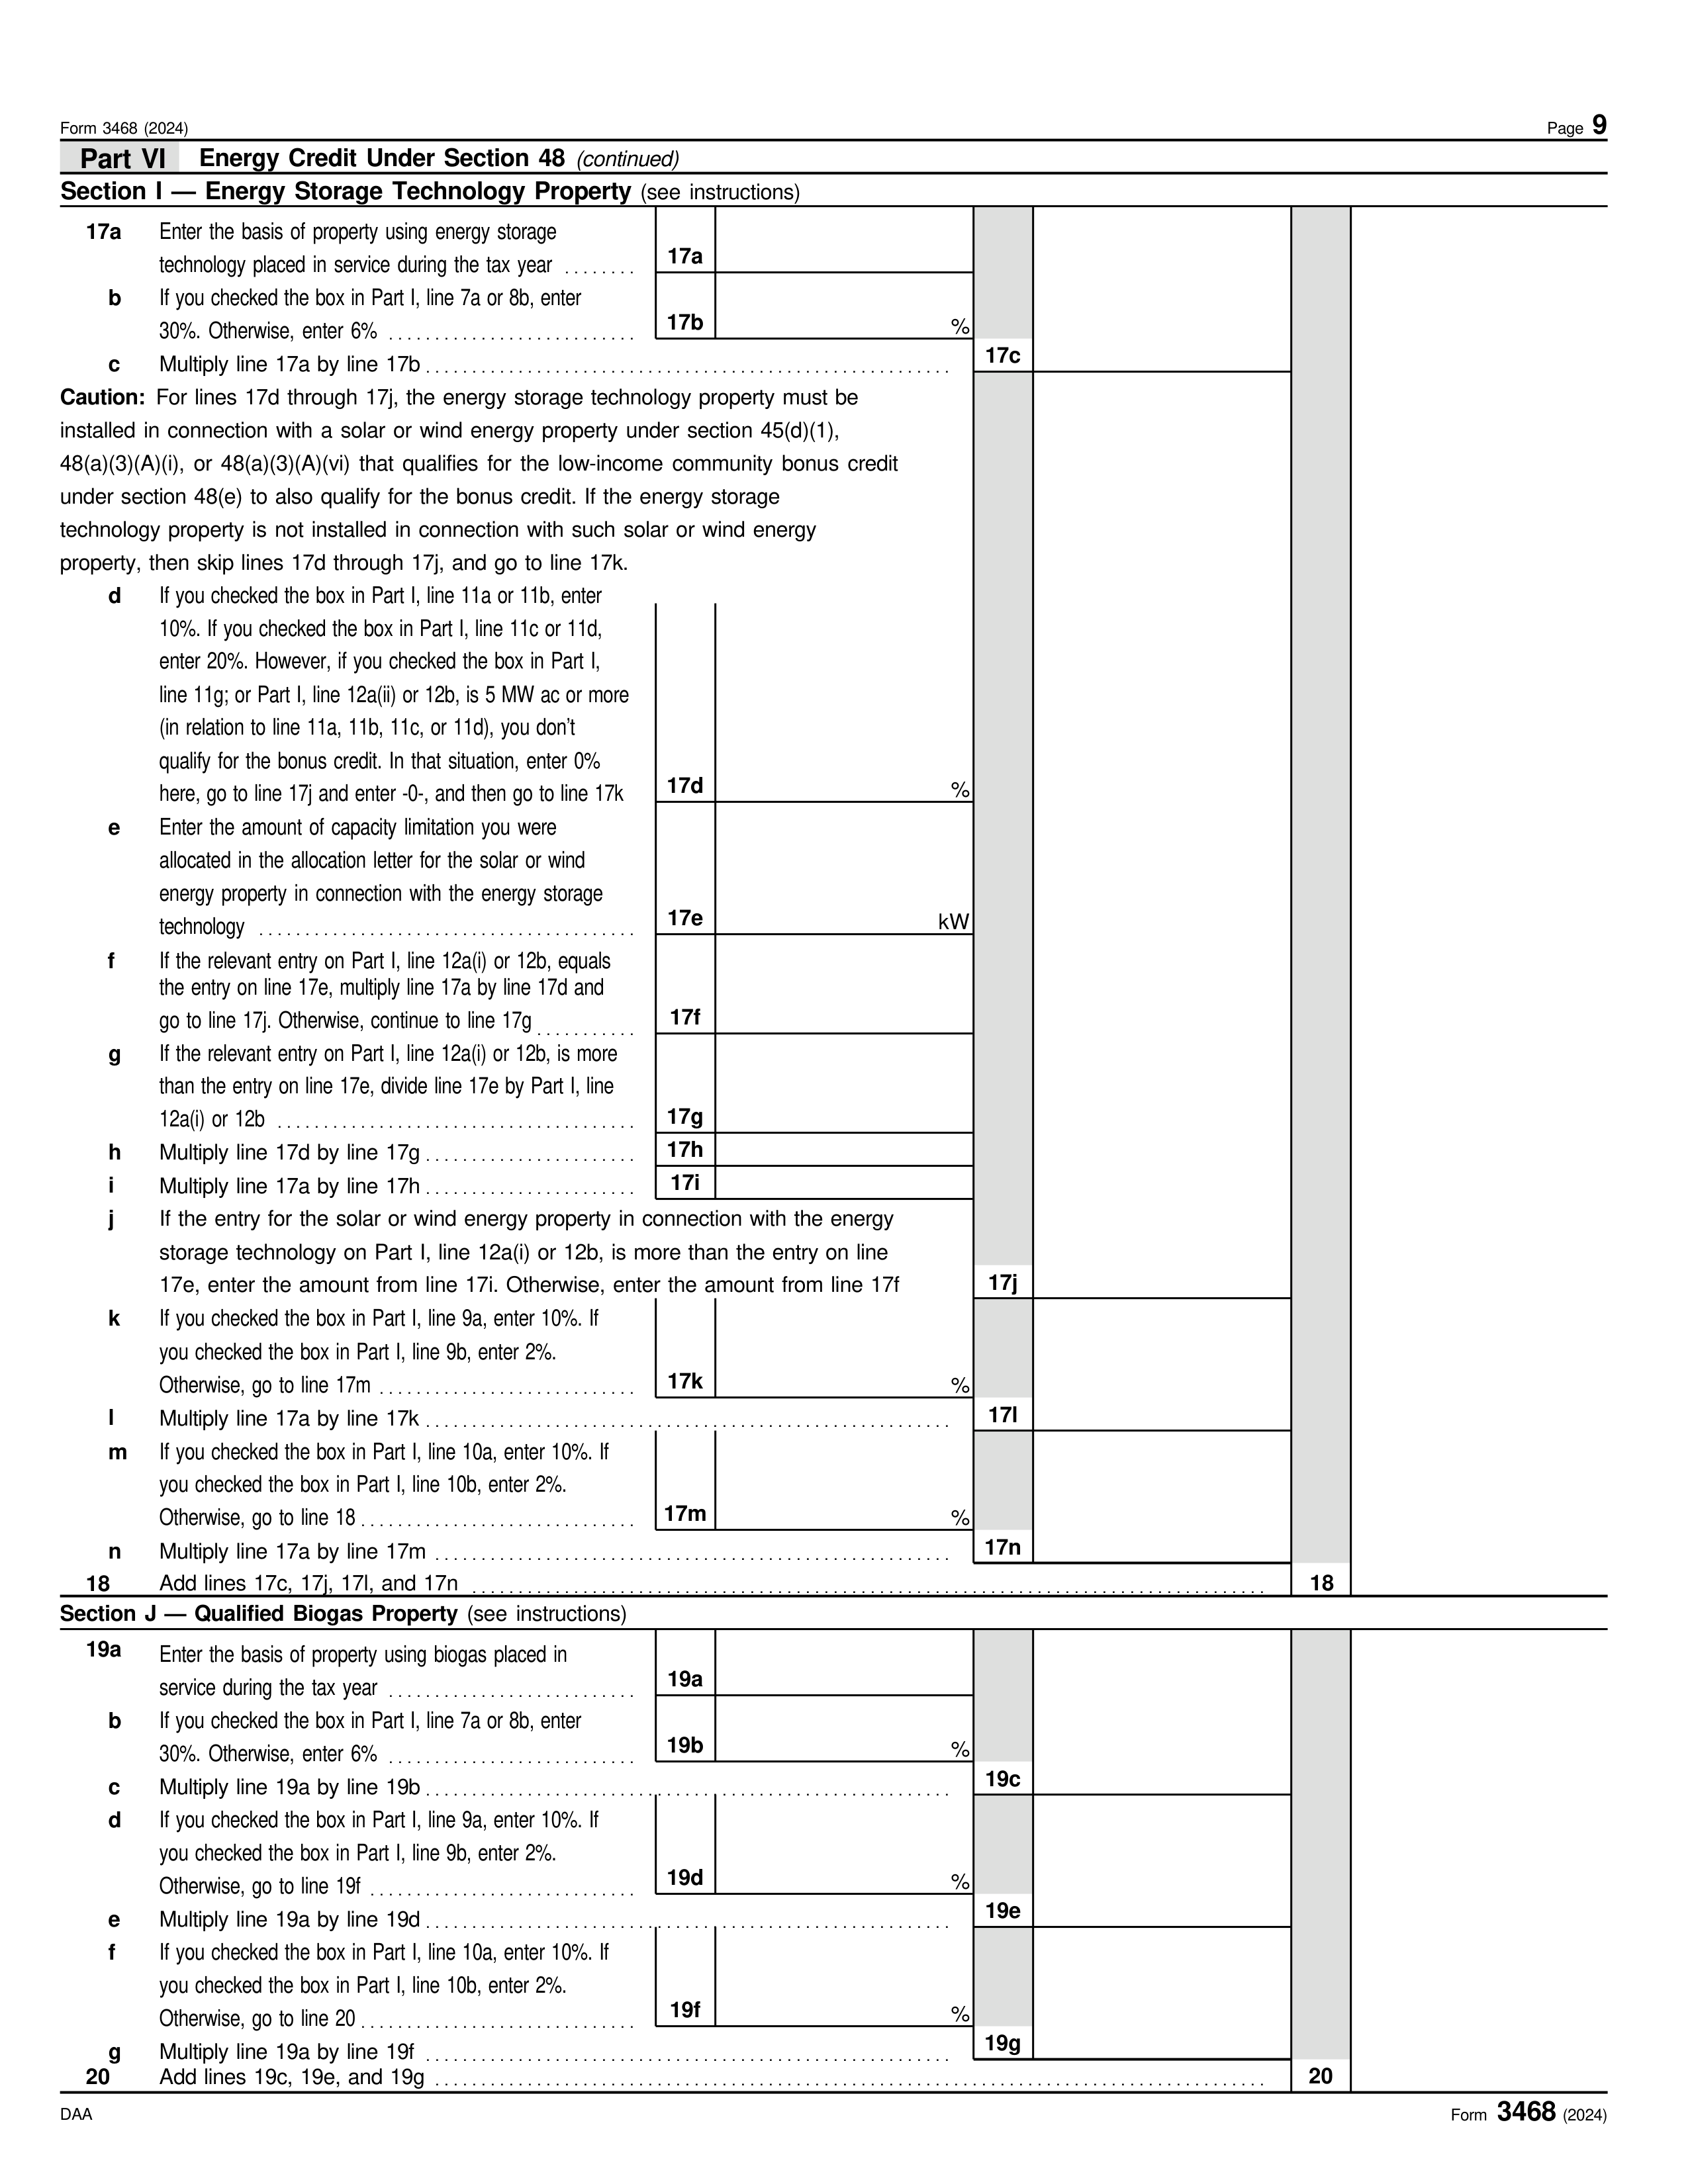 Form 3468 (2024) Page 9
Part VI Energy Credit Under Section 48 (continued)
Section I — Energy Storage Technology Property (see instructions)
17a Enter the basis of property using energy storage
technology placed in service during the tax year ........ 17a
b If you checked the box in Part I, line 7a or 8b, enter
30%. Otherwise, enter 6% ........................... 17b %
c Multiply line 17a by line 17b ......................................................... 17c
Caution: For lines 17d through 17j, the energy storage technology property must be
installed in connection with a solar or wind energy property under section 45(d)(1),
48(a)(3)(A)(i), or 48(a)(3)(A)(vi) that qualifies for the low-income community bonus credit
under section 48(e) to also qualify for the bonus credit. If the energy storage
technology property is not installed in connection with such solar or wind energy
property, then skip lines 17d through 17j, and go to line 17k.
d If you checked the box in Part I, line 11a or 11b, enter
10%. If you checked the box in Part I, line 11c or 11d,
enter 20%. However, if you checked the box in Part I,
line 11g; or Part I, line 12a(ii) or 12b, is 5 MW ac or more
(in relation to line 11a, 11b, 11c, or 11d), you don't
qualify for the bonus credit. In that situation, enter 0%
here, go to line 17j and enter -0-, and then go to line 17k 17d %
e Enter the amount of capacity limitation you were
allocated in the allocation letter for the solar or wind
energy property in connection with the energy storage
technology ......................................... 17e kW
f If the relevant entry on Part I, line 12a(i) or 12b, equals
the entry on line 17e, multiply line 17a by line 17d and
go to line 17j. Otherwise, continue to line 17g ........... 17f
g If the relevant entry on Part I, line 12a(i) or 12b, is more
than the entry on line 17e, divide line 17e by Part I, line
12a(i) or 12b ....................................... 17g
h Multiply line 17d by line 17g ....................... 17h
i Multiply line 17a by line 17h ....................... 17i
j If the entry for the solar or wind energy property in connection with the energy
storage technology on Part I, line 12a(i) or 12b, is more than the entry on line
17e, enter the amount from line 17i. Otherwise, enter the amount from line 17f 17j
k If you checked the box in Part I, line 9a, enter 10%. If
you checked the box in Part I, line 9b, enter 2%.
Otherwise, go to line 17m ............................ 17k %
l Multiply line 17a by line 17k ......................................................... 17l
m If you checked the box in Part I, line 10a, enter 10%. If
you checked the box in Part I, line 10b, enter 2%.
Otherwise, go to line 18 .............................. 17m %
n Multiply line 17a by line 17m ........................................................ 17n
18 Add lines 17c, 17j, 17l, and 17n ...................................................................................... 18
Section J — Qualified Biogas Property (see instructions)
19a Enter the basis of property using biogas placed in
service during the tax year ........................... 19a
b If you checked the box in Part I, line 7a or 8b, enter
30%. Otherwise, enter 6% ........................... 19b %
c Multiply line 19a by line 19b ......................................................... 19c
d If you checked the box in Part I, line 9a, enter 10%. If
you checked the box in Part I, line 9b, enter 2%.
Otherwise, go to line 19f ............................. 19d %
e Multiply line 19a by line 19d ......................................................... 19e
f If you checked the box in Part I, line 10a, enter 10%. If
you checked the box in Part I, line 10b, enter 2%.
Otherwise, go to line 20 .............................. 19f %
g Multiply line 19a by line 19f ......................................................... 19g
20 Add lines 19c, 19e, and 19g .......................................................................................... 20
DAA Form 3468 (2024)